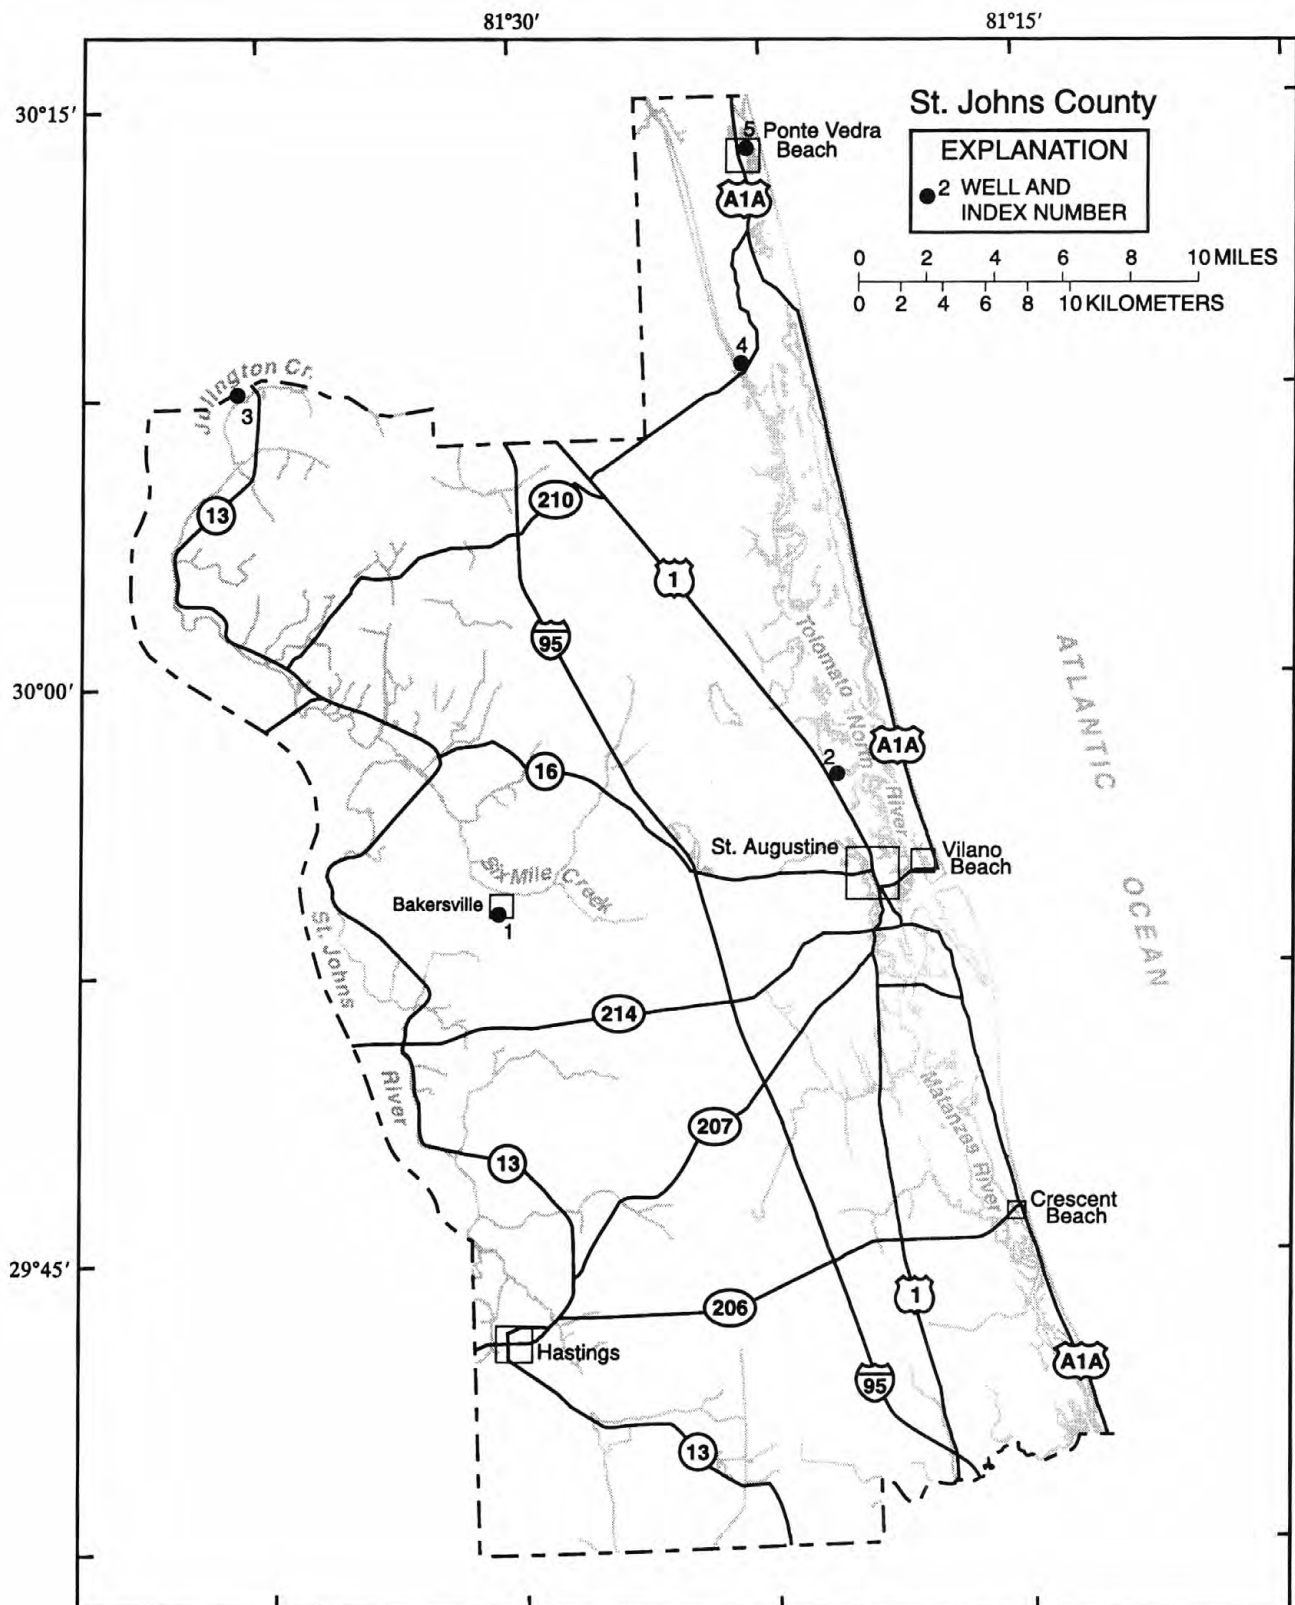 81°30′
81°15′
30°15′
St. Johns County
EXPLANATION
2 WELL AND
INDEX NUMBER
0 2 4 6 8 10 MILES
0 2 4 6 8 10 KILOMETERS
5 Ponte Vedra
Beach
A1A
4
Julington Cr.
3
13
210
1
95
Tolomato North River
ATLANTIC OCEAN
30°00′
A1A
2
16
St. Augustine
Vilano
Beach
Six Mile Creek
Bakersville
1
St. Johns River
214
Matanzas River
207
13
Crescent
Beach
29°45′
206
1
Hastings
A1A
95
13